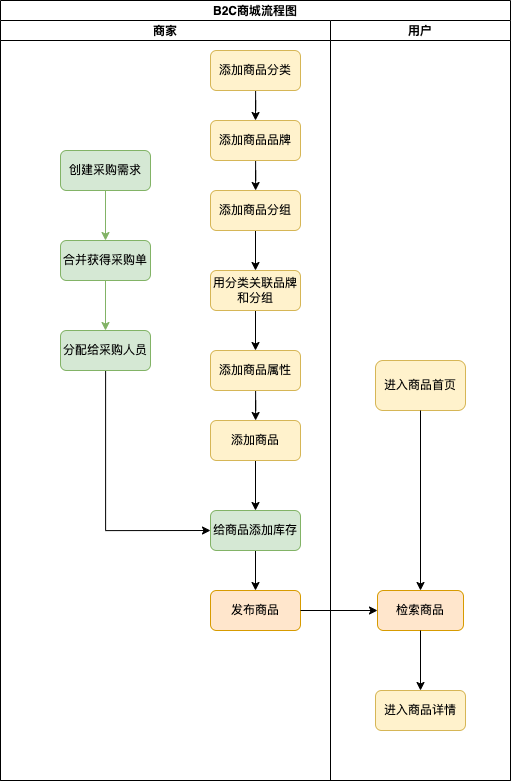 B2C商城流程图
商家
用户
添加商品分类
添加商品品牌
创建采购需求
添加商品分组
合并获得采购单
用分类关联品牌
和分组
分配给采购人员
添加商品属性
进入商品首页
添加商品
给商品添加库存
发布商品
检索商品
进入商品详情